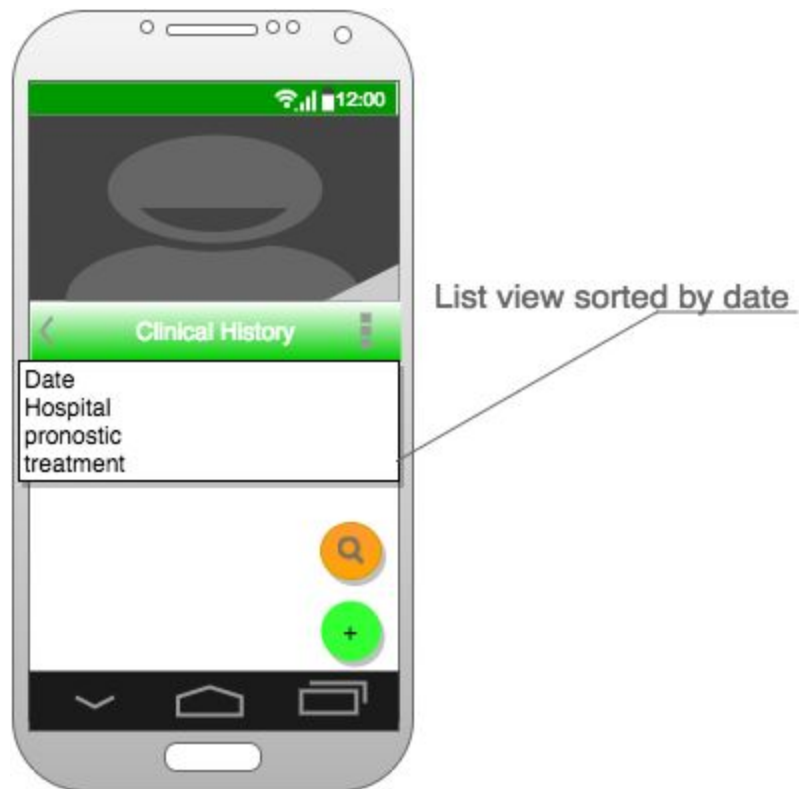 12:00
Clinical History
List view sorted by date
Date
Hospital
pronostic
treatment
+